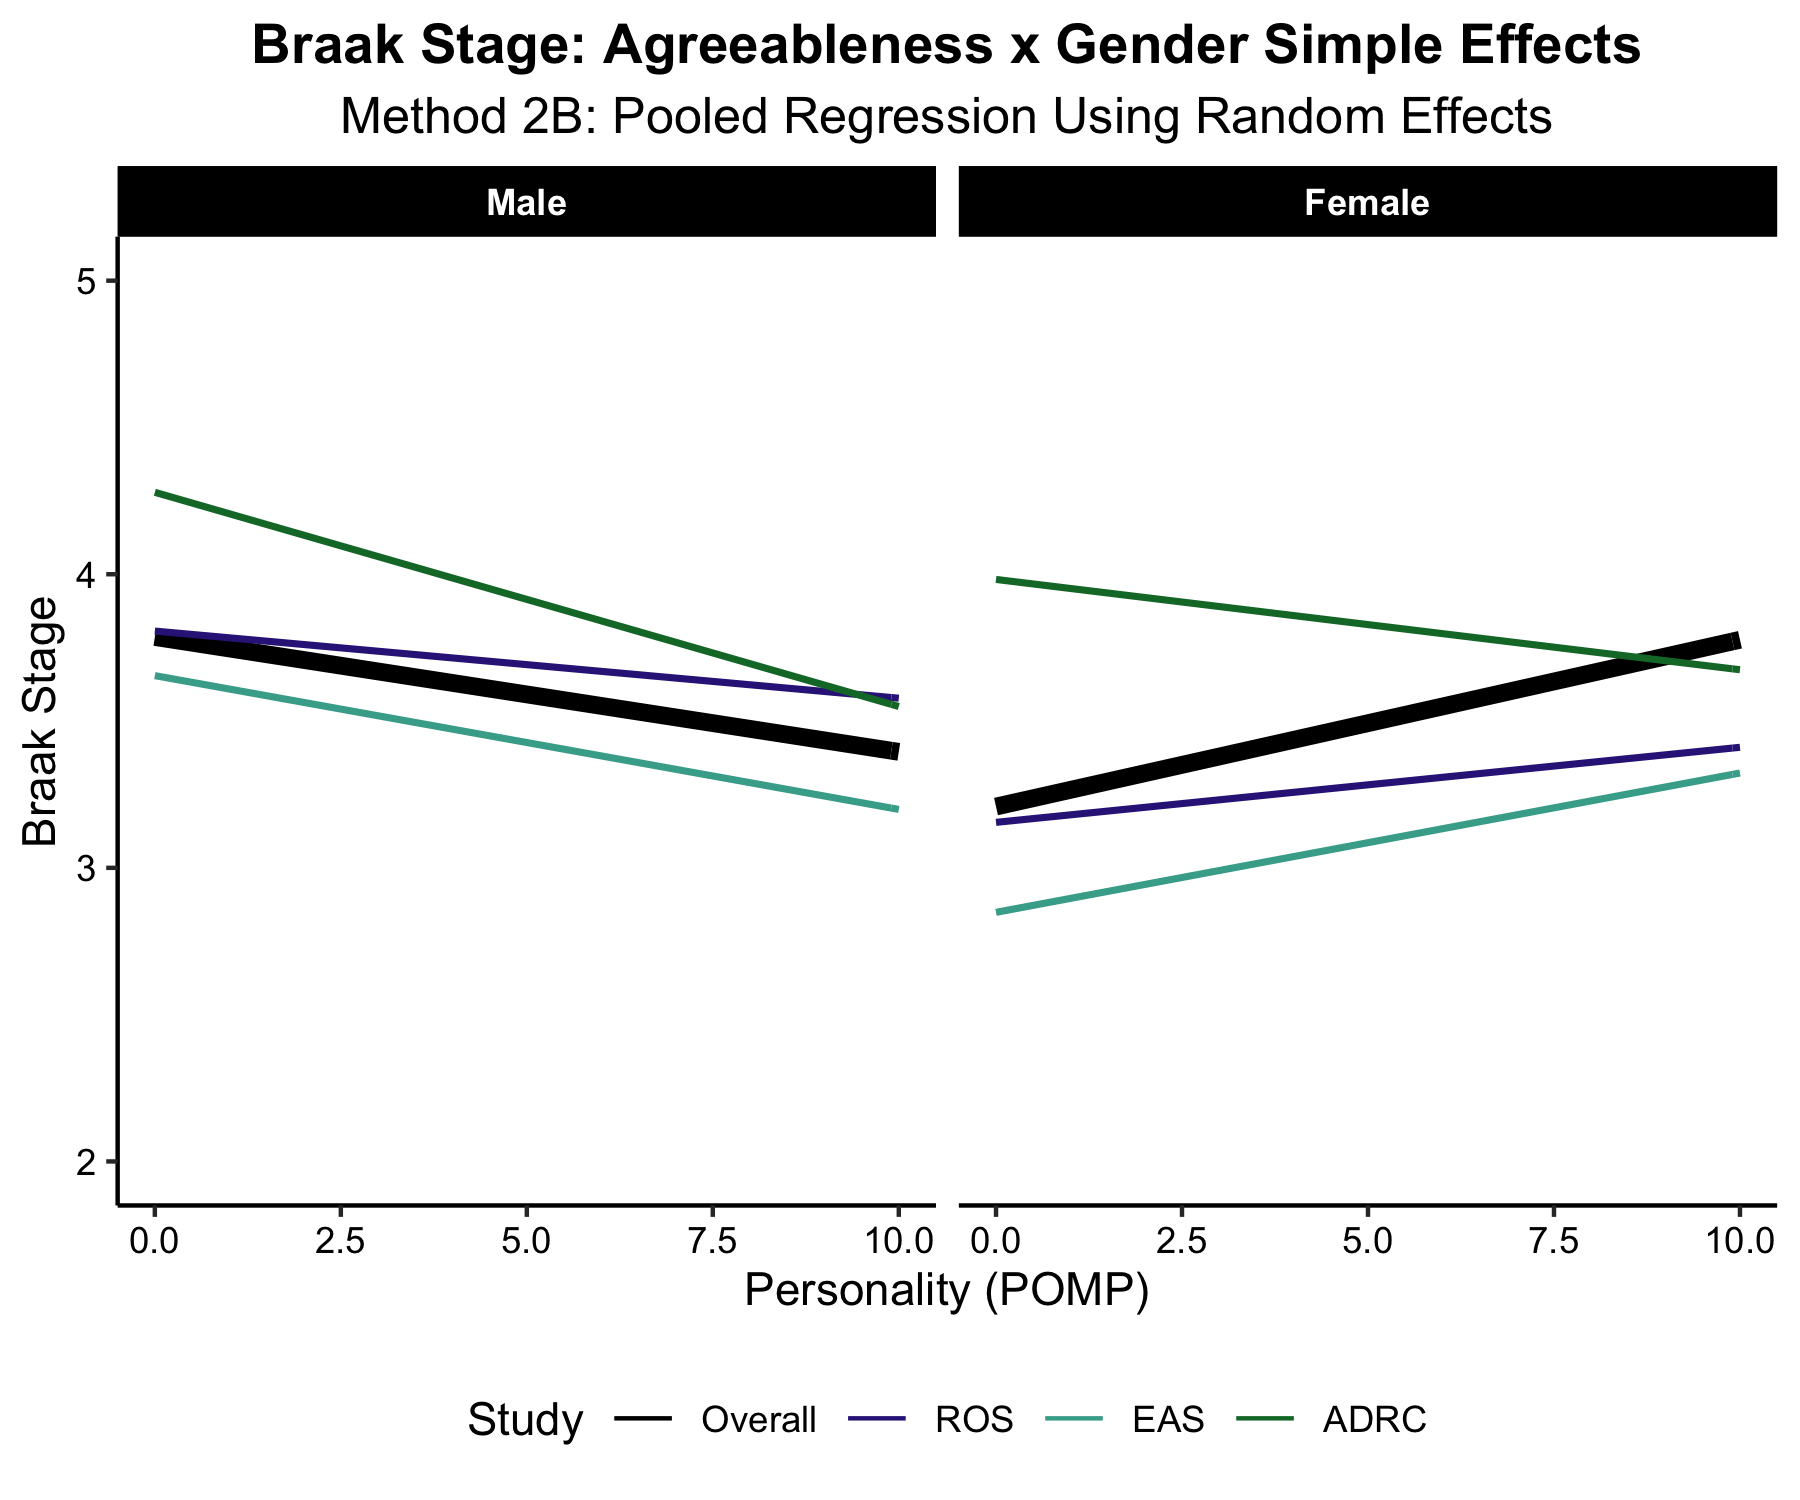 Braak Stage: Agreeableness x Gender Simple Effects
Method 2B: Pooled Regression Using Random Effects
Male
Female
Braak Stage
5
4
3
2
0.0 2.5 5.0 7.5 10.0
0.0 2.5 5.0 7.5 10.0
Personality (POMP)
Study Overall ROS EAS ADRC